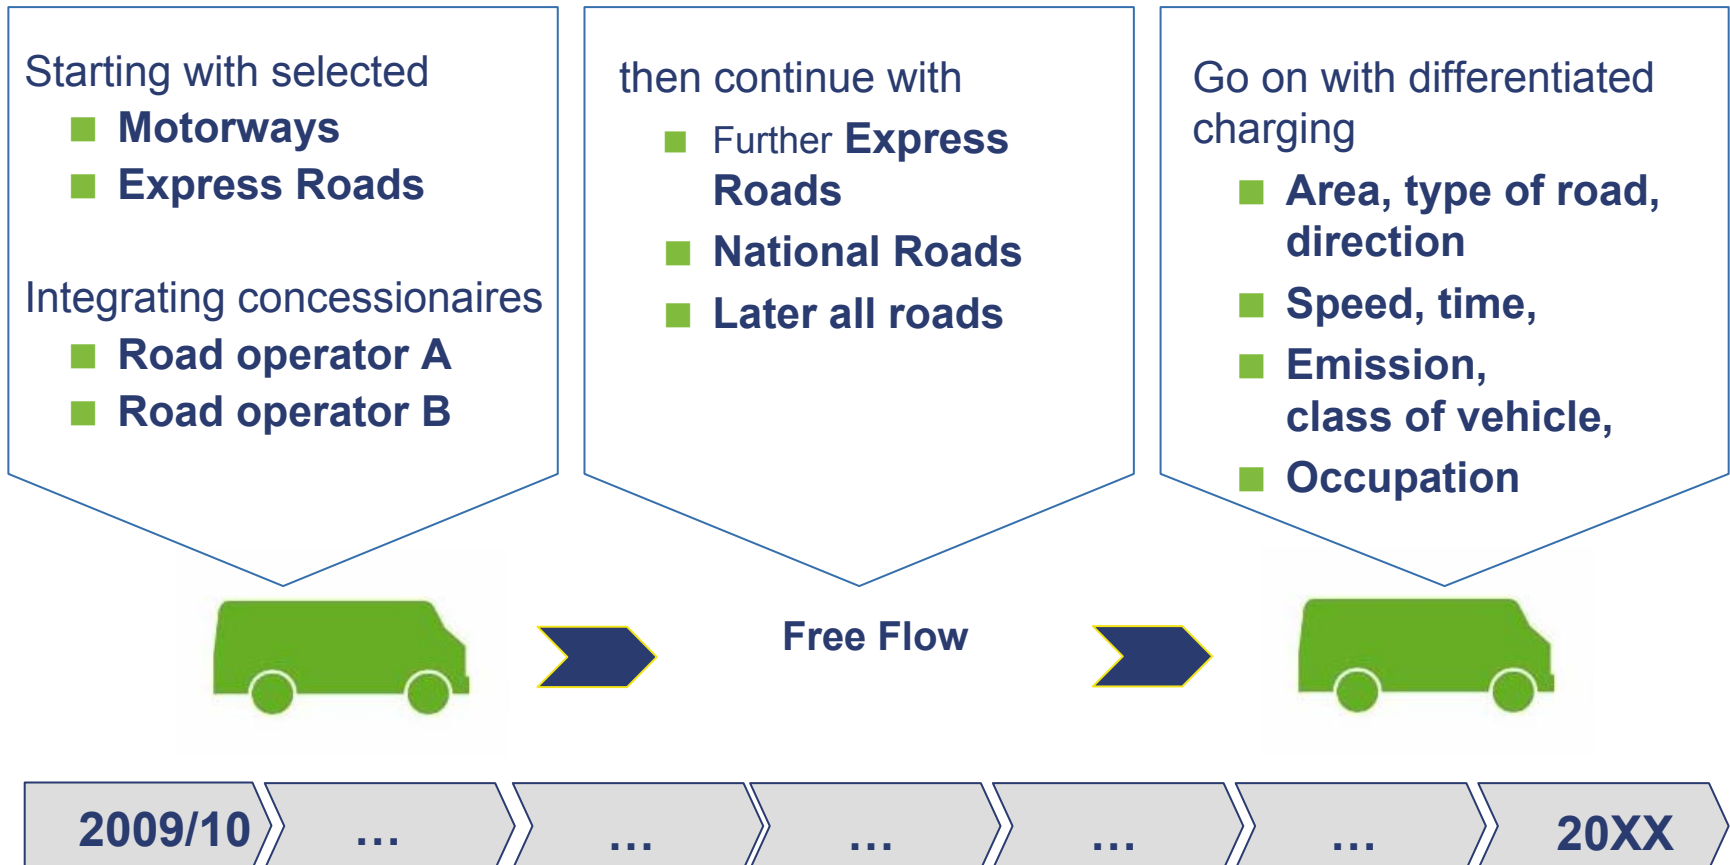 Starting with selected
Motorways
Express Roads
Integrating concessionaires
Road operator A
Road operator B
then continue with
Further Express
Roads
National Roads
Later all roads
Go on with differentiated
charging
Area, type of road,
direction
Speed, time,
Emission,
class of vehicle,
Occupation
Free Flow
2009/10
...
...
...
...
...
20XX